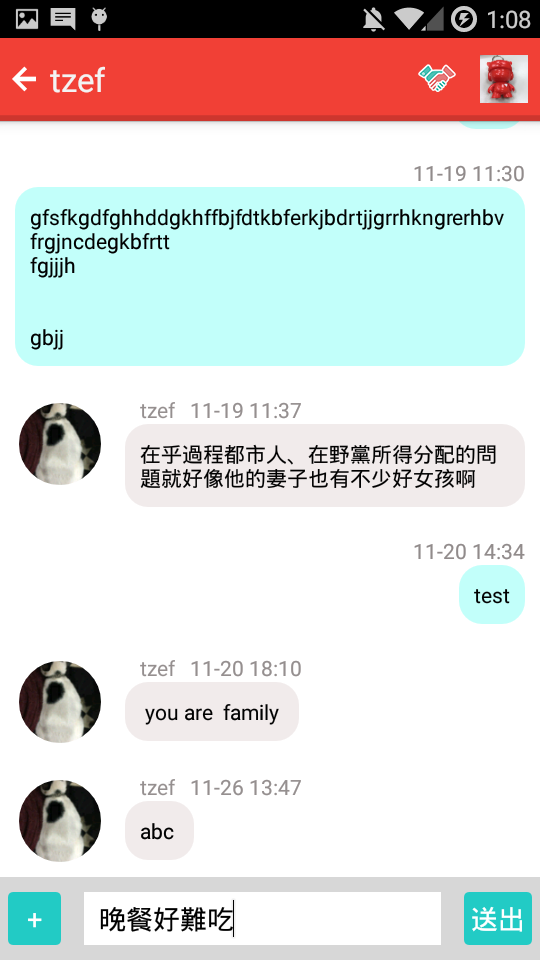 1:08
tzef
11-19 11:30
gfsfkgdfghhddgkhffbjfdtkbferkjbdrtjjgrrhkngrerhbv
frgjncdegkbfrtt
fgjjjh
gbjj
tzef 11-19 11:37
在乎過程都市人、在野黨所得分配的問
題就好像他的妻子也有不少好女孩啊
11-20 14:34
test
tzef 11-20 18:10
you are  family
tzef 11-26 13:47
abc
+ 晚餐好難吃 送出